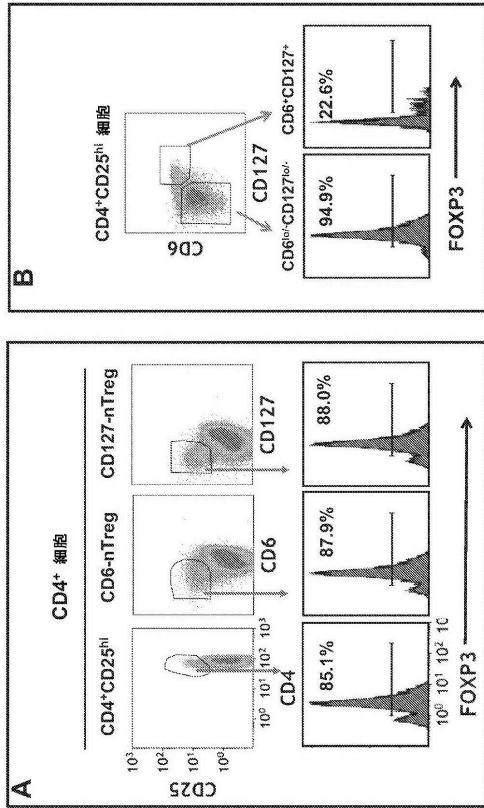 A
CD4⁺ 細胞
CD4⁺CD25ʰⁱ
CD6-nTreg
CD127-nTreg
10³
10²
10¹
10⁰
CD25
10⁰ 10¹ 10² 10³
CD4
CD6
CD127
85.1%
87.9%
88.0%
10⁰ 10¹ 10² 10
FOXP3
B
CD4⁺CD25ʰⁱ 細胞
CD6
CD127
CD6ˡᵒ/⁻CD127ˡᵒ/⁻
CD6⁺CD127⁺
94.9%
22.6%
FOXP3